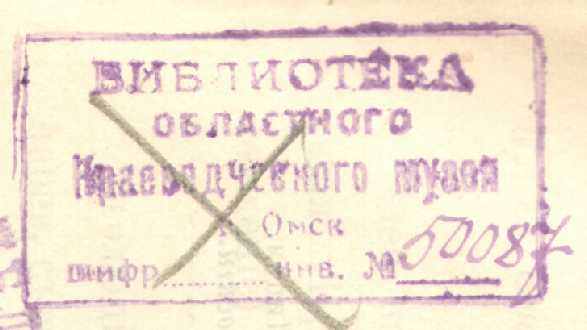 БИБЛИОТЕКА
ОБЛАСТНОГО
Краеведческого музея
г. Омск
шифр.............инв. № 50087